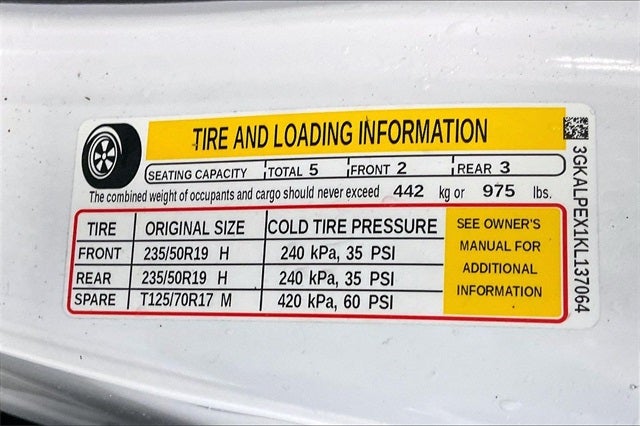 TIRE AND LOADING INFORMATION
SEATING CAPACITY TOTAL 5 FRONT 2 REAR 3
The combined weight of occupants and cargo should never exceed 442 kg or 975 lbs.
TIRE ORIGINAL SIZE COLD TIRE PRESSURE
FRONT 235/50R19 H 240 kPa, 35 PSI
REAR 235/50R19 H 240 kPa, 35 PSI
SPARE T125/70R17 M 420 kPa, 60 PSI
SEE OWNER'S
MANUAL FOR
ADDITIONAL
INFORMATION
3GKALPEX1KL137064